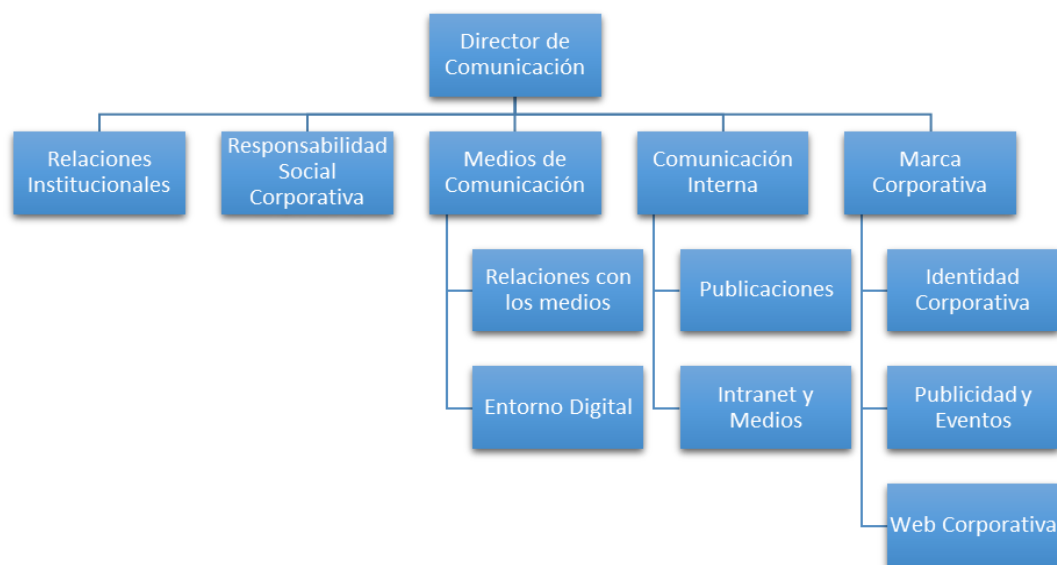 Director de
Comunicación
Relaciones
Institucionales
Responsabilidad
Social
Corporativa
Medios de
Comunicación
Comunicación
Interna
Marca
Corporativa
Relaciones con
los medios
Entorno Digital
Publicaciones
Intranet y
Medios
Identidad
Corporativa
Publicidad y
Eventos
Web Corporativa